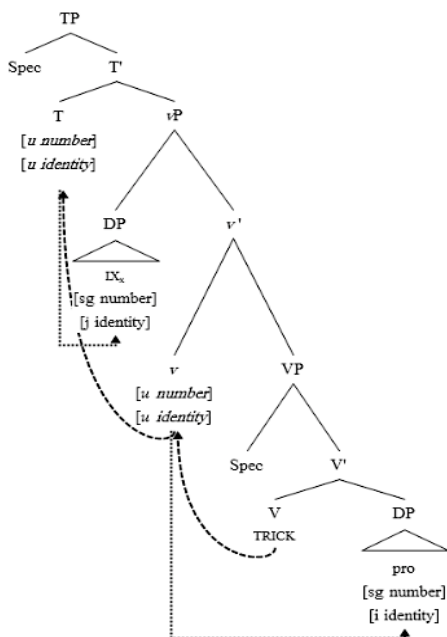 TP
Spec T'
T vP
[u number]
[u identity]
DP v'
IXx
[sg number]
[j identity]
v VP
[u number]
[u identity]
Spec V'
V DP
TRICK
pro
[sg number]
[i identity]